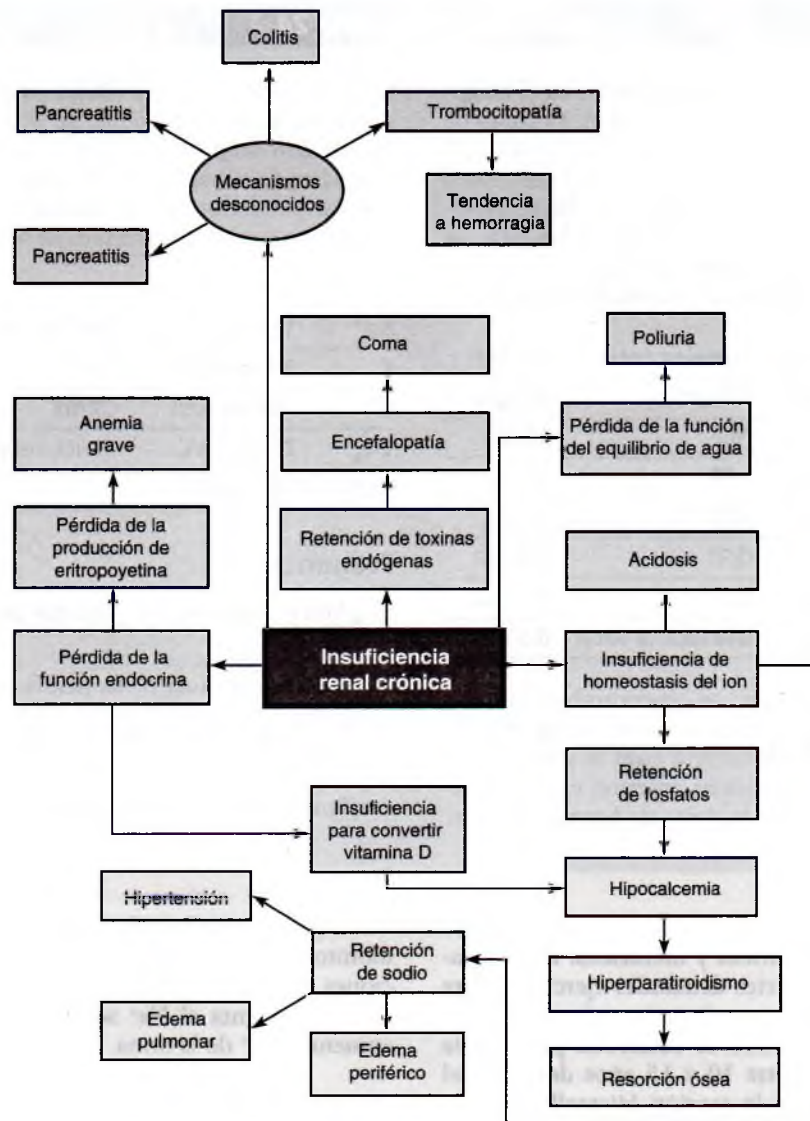 Colitis
Pancreatitis
Trombocitopatía
Mecanismos
desconocidos
Tendencia
a hemorragia
Pancreatitis
Coma
Poliuria
Anemia
grave
Encefalopatía
Pérdida de la función
del equilibrio de agua
Pérdida de la
producción de
eritropoyetina
Retención de toxinas
endógenas
Acidosis
Pérdida de la
función endocrina
Insuficiencia
renal crónica
Insuficiencia de
homeostasis del ion
Retención
de fosfatos
Insuficiencia
para convertir
vitamina D
Hipertensión
Hipocalcemia
Retención
de sodio
Hiperparatiroidismo
Edema
pulmonar
Edema
periférico
Resorción ósea